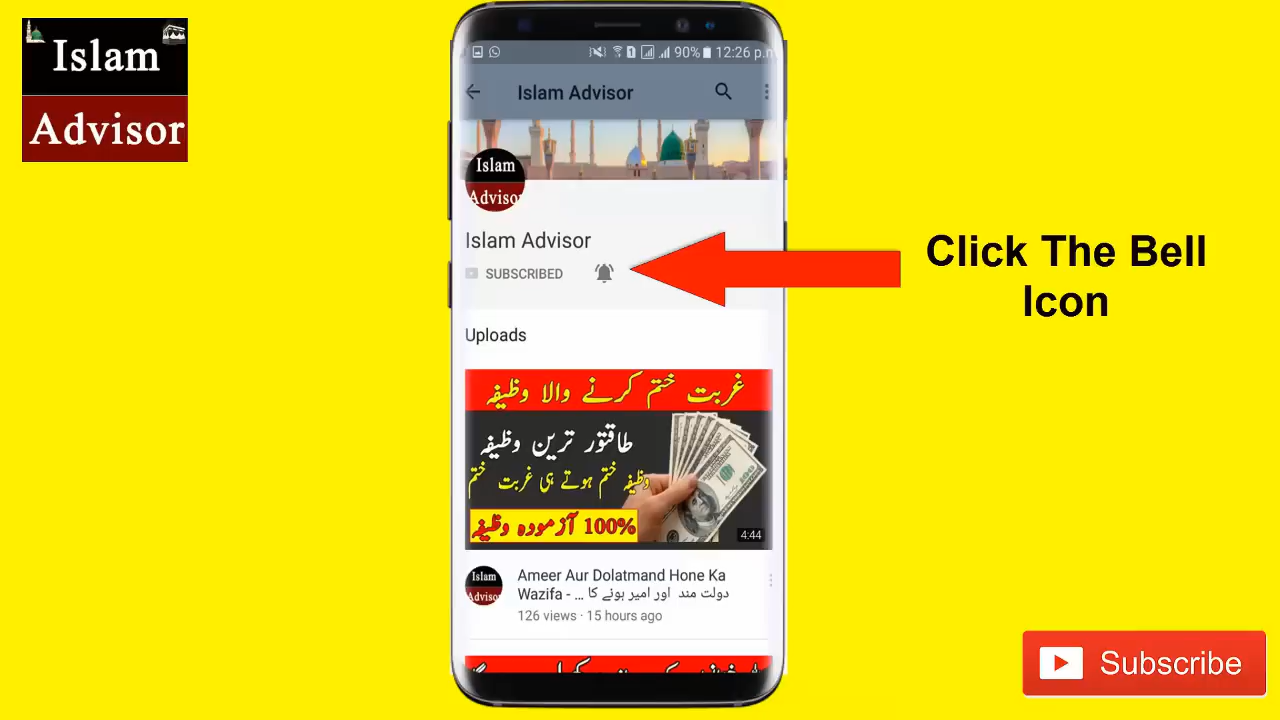 Islam
Advisor
90% 12:26 p.m
Islam Advisor
Islam
Advisor
Islam Advisor
SUBSCRIBED
Click The Bell
Icon
Uploads
غربت ختم کرنے والا وظیفہ
طاقتور ترین وظیفہ
وظیفہ ختم ہوتے ہی غربت ختم
100% آزمودہ وظیفہ
4:44
Islam
Advisor
Ameer Aur Dolatmand Hone Ka
Wazifa - ... دولت مند اور امیر ہونے کا
126 views · 15 hours ago
Subscribe